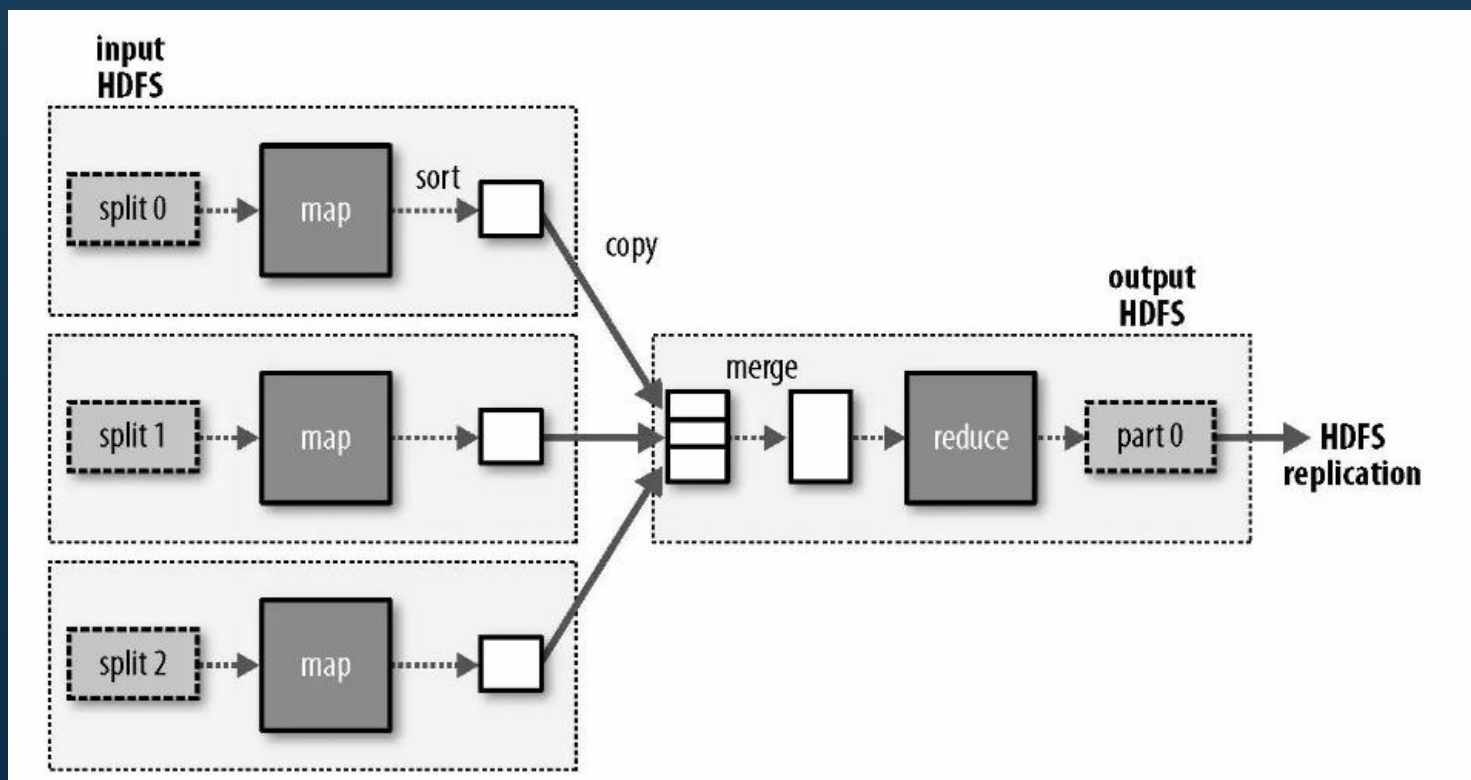 input
HDFS
split 0
map
sort
copy
split 1
map
split 2
map
output
HDFS
merge
reduce
part 0
HDFS
replication